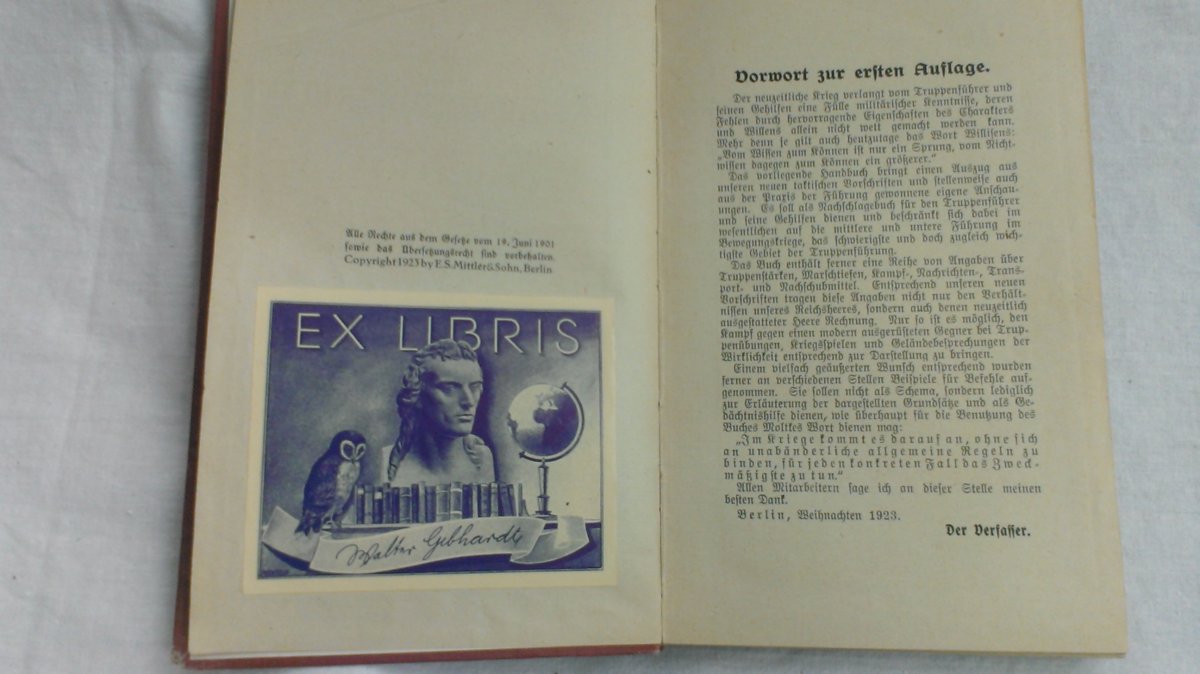 Alle Rechte aus dem Gesetze vom 19. Juni 1901
sowie das Übersetzungsrecht sind vorbehalten.
Copyright 1923 by E. S. Mittler & Sohn, Berlin.
EX LIBRIS
Walter Gebhardt
Vorwort zur ersten Auflage.
Der neuzeitliche Krieg verlangt vom Truppenführer und
seinen Gehilfen eine Fülle militärischer Kenntnisse, deren
Fehlen durch hervorragende Eigenschaften des Charakters
und Willens allein nicht wett gemacht werden kann.
Mehr denn je gilt auch heutzutage das Wort Willisens:
„Vom Wissen zum Können ist nur ein Sprung, vom Nicht-
wissen dagegen zum Können ein größerer.“
Das vorliegende Handbuch bringt einen Auszug aus
unseren neuen taktischen Vorschriften und stellenweise auch
aus der Praxis der Führung gewonnene eigene Anschau-
ungen. Es soll als Nachschlagebuch für den Truppenführer
und seine Gehilfen dienen und beschränkt sich dabei im
wesentlichen auf die mittlere und untere Führung im
Bewegungskriege, das schwierigste und doch zugleich wich-
tigste Gebiet der Truppenführung.
Das Buch enthält ferner eine Reihe von Angaben über
Truppenstärken, Marschtiefen, Kampf-, Nachrichten-, Trans-
port- und Nachschubmittel. Entsprechend unseren neuen
Vorschriften tragen diese Angaben nicht nur den Verhält-
nissen unseres Reichsheeres, sondern auch denen neuzeitlich
ausgestatteter Heere Rechnung. Nur so ist es möglich, den
Kampf gegen einen modern ausgerüsteten Gegner bei Trup-
penübungen, Kriegsspielen und Geländebesprechungen der
Wirklichkeit entsprechend zur Darstellung zu bringen.
Einem vielfach geäußerten Wunsch entsprechend wurden
ferner an verschiedenen Stellen Beispiele für Befehle auf-
genommen. Sie sollen nicht als Schema, sondern lediglich
zur Erläuterung der dargestellten Grundsätze und als Ge-
dächtnishilfe dienen, wie überhaupt für die Benutzung des
Buches Moltkes Wort dienen mag:
„Im Kriege kommt es darauf an, ohne sich
an unabänderliche allgemeine Regeln zu
binden, für jeden konkreten Fall das Zweck-
mäßigste zu tun.“
Allen Mitarbeitern sage ich an dieser Stelle meinen
besten Dank.
Berlin, Weihnachten 1923.
Der Verfasser.